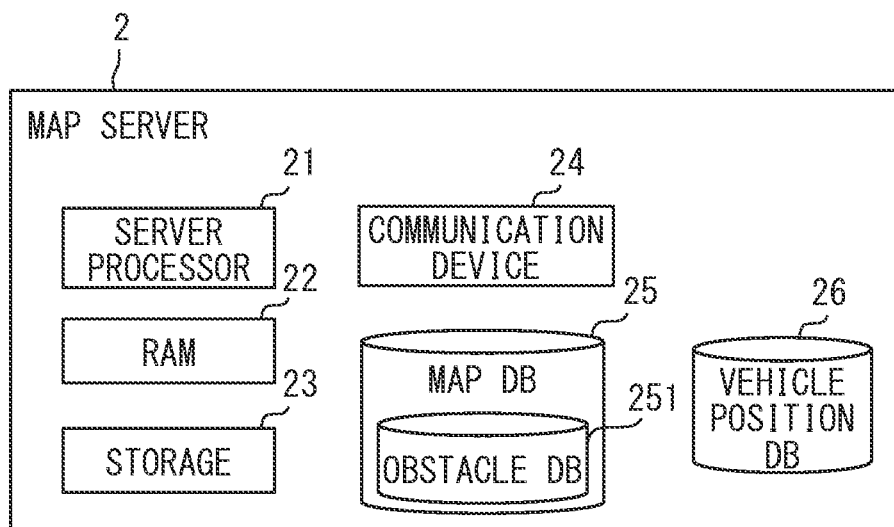 2
MAP SERVER
21
SERVER
PROCESSOR
22
RAM
23
STORAGE
24
COMMUNICATION
DEVICE
25
MAP DB
251
OBSTACLE DB
26
VEHICLE
POSITION
DB